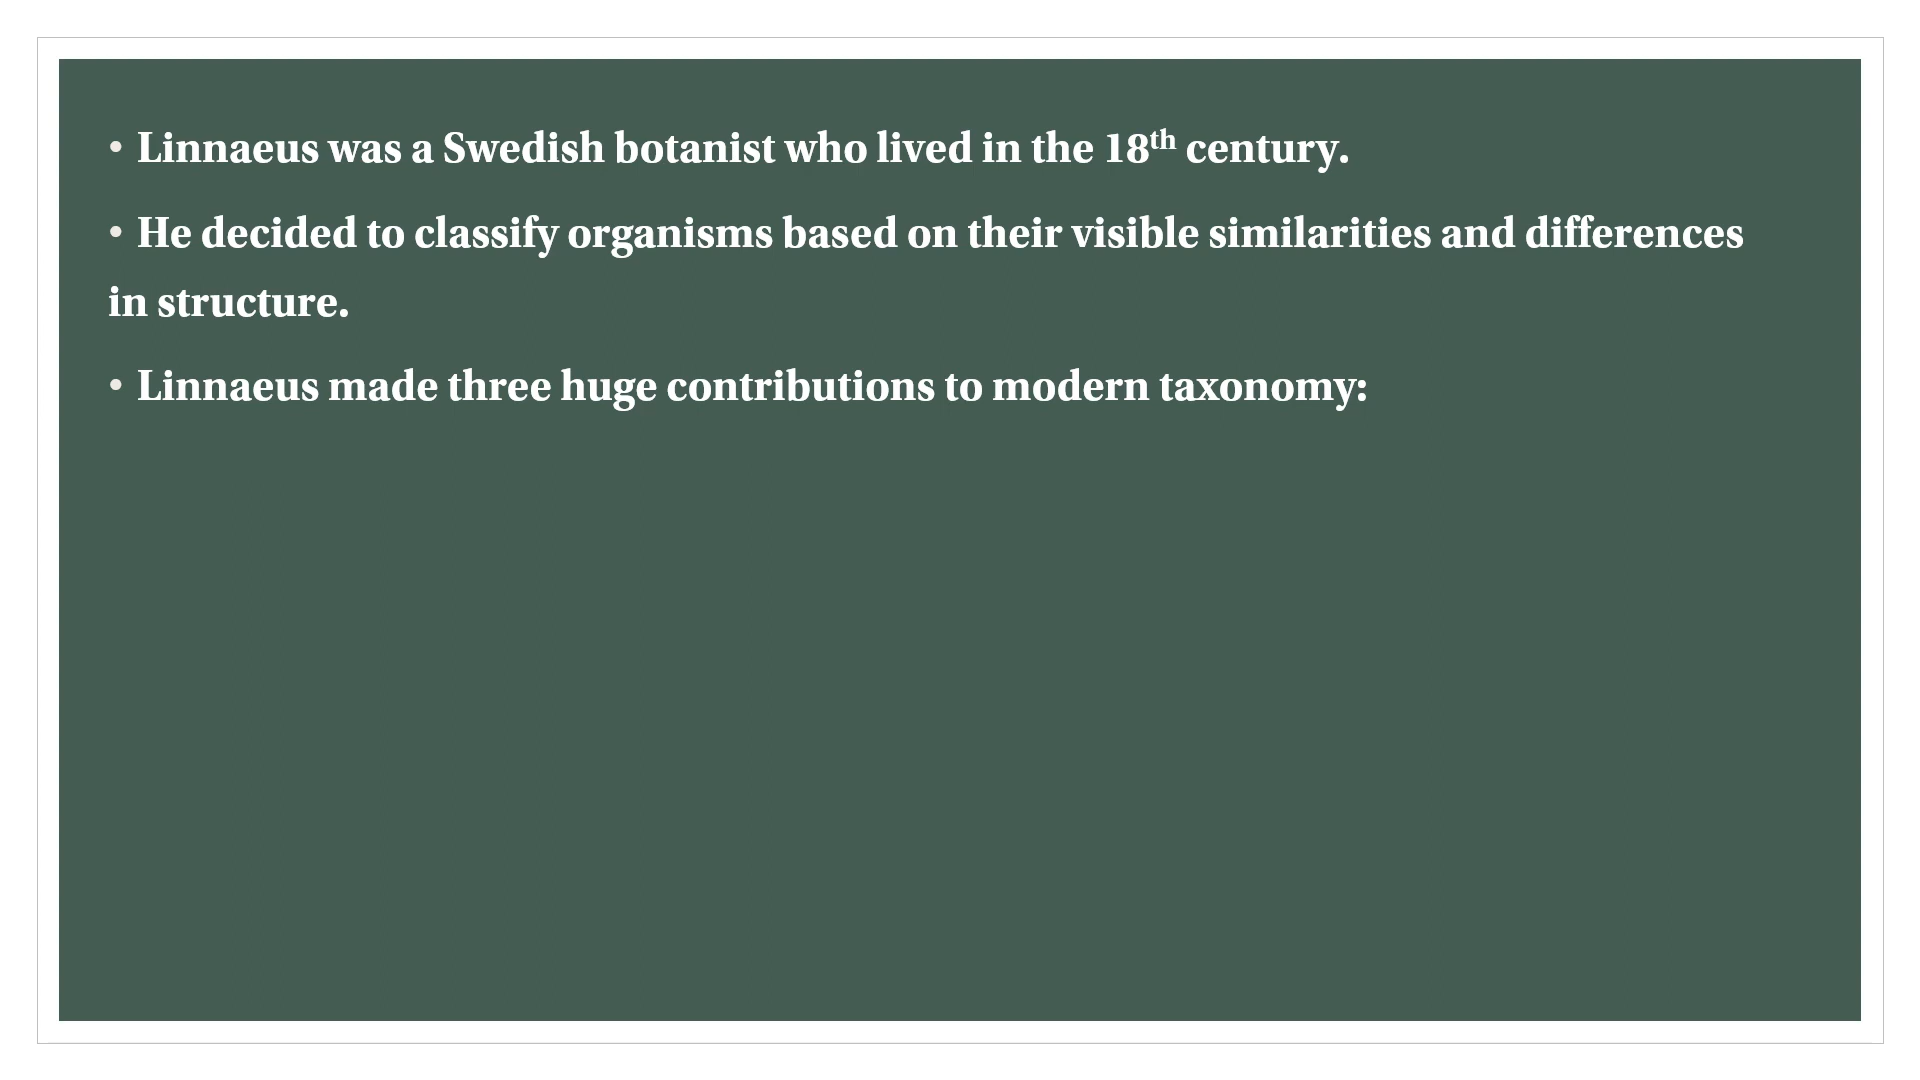 • Linnaeus was a Swedish botanist who lived in the 18th century.
• He decided to classify organisms based on their visible similarities and differences
in structure.
• Linnaeus made three huge contributions to modern taxonomy: